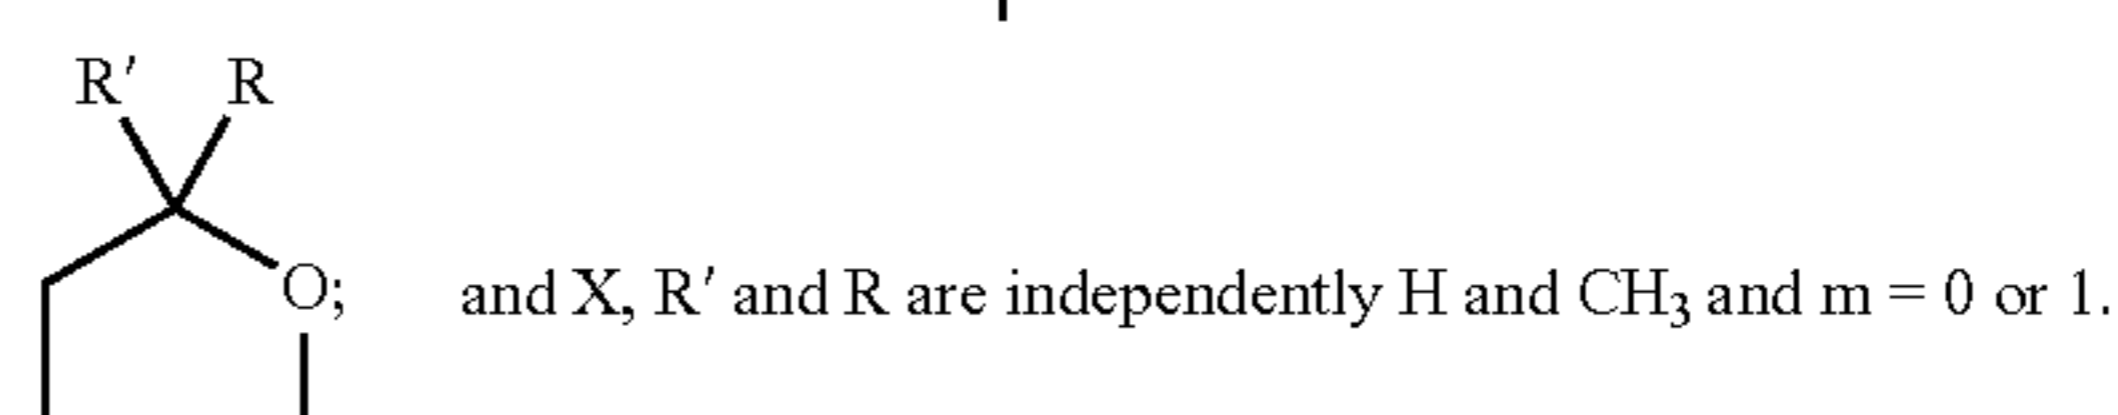 R′ R
O; and X, R′ and R are independently H and CH₃ and m = 0 or 1.